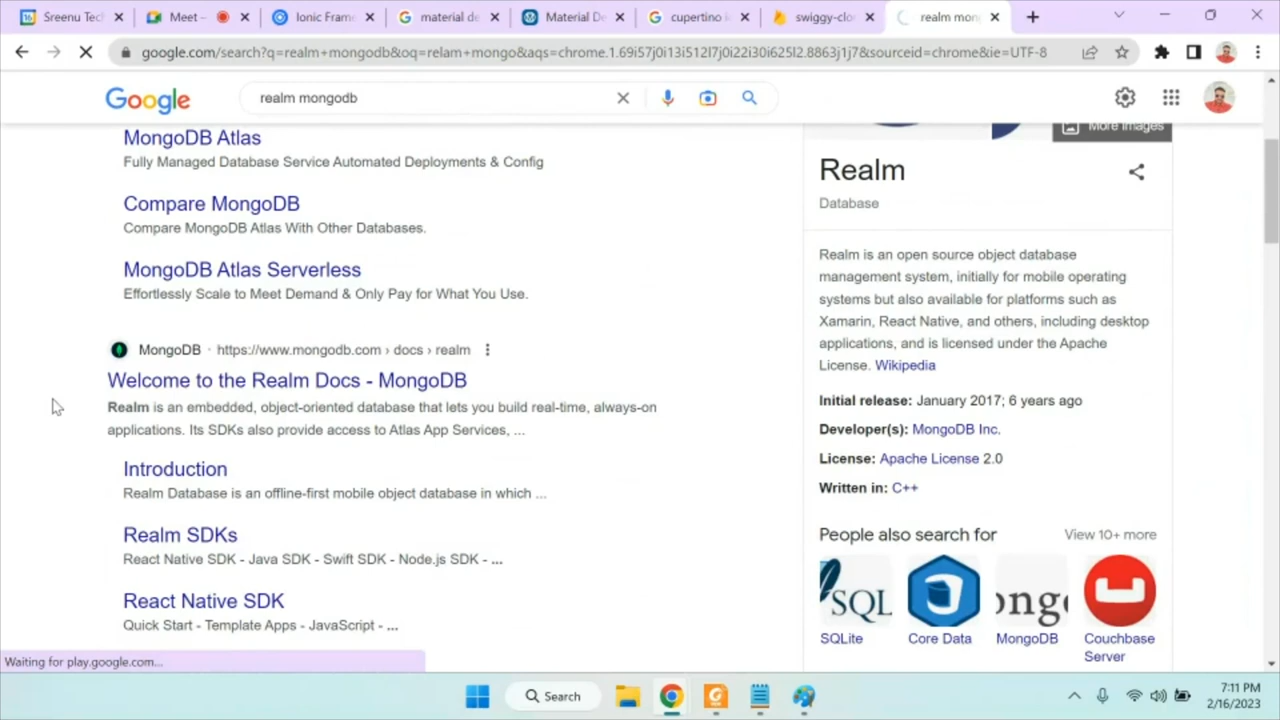 Sreenu Tech
Meet –
Ionic Fram
material de
Material De
cupertino i
swiggy-clo
realm mon
google.com/search?q=realm+mongodb&oq=relam+mongo&aqs=chrome.1.69i57j0i13i512l7j0i22i30i625l2.8863j1j7&sourceid=chrome&ie=UTF-8
Google
realm mongodb
MongoDB Atlas
Fully Managed Database Service Automated Deployments & Config
Compare MongoDB
Compare MongoDB Atlas With Other Databases.
MongoDB Atlas Serverless
Effortlessly Scale to Meet Demand & Only Pay for What You Use.
MongoDB · https://www.mongodb.com › docs › realm
Welcome to the Realm Docs - MongoDB
Realm is an embedded, object-oriented database that lets you build real-time, always-on
applications. Its SDKs also provide access to Atlas App Services, ...
Introduction
Realm Database is an offline-first mobile object database in which ...
Realm SDKs
React Native SDK - Java SDK - Swift SDK - Node.js SDK - ...
React Native SDK
Quick Start - Template Apps - JavaScript - ...
More images
Realm
Database
Realm is an open source object database
management system, initially for mobile operating
systems but also available for platforms such as
Xamarin, React Native, and others, including desktop
applications, and is licensed under the Apache
License. Wikipedia
Initial release: January 2017; 6 years ago
Developer(s): MongoDB Inc.
License: Apache License 2.0
Written in: C++
People also search for
View 10+ more
SQL
ong
SQLite
Core Data
MongoDB
Couchbase
Server
Waiting for play.google.com...
Search
7:11 PM
2/16/2023